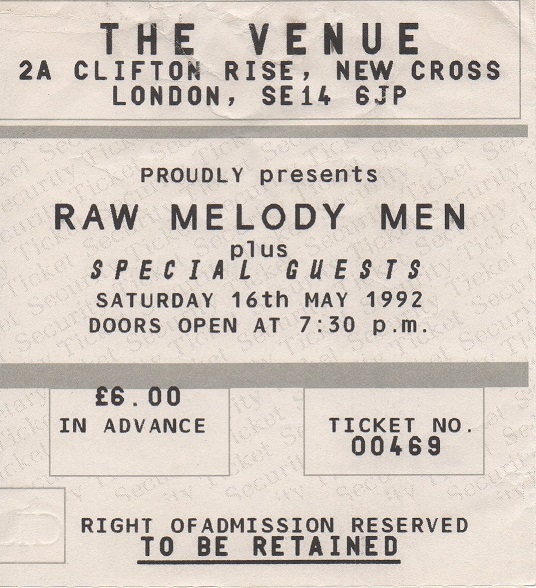 THE VENUE
2A CLIFTON RISE, NEW CROSS
LONDON, SE14 6JP
PROUDLY presents
RAW MELODY MEN
plus
SPECIAL GUESTS
SATURDAY 16th MAY 1992
DOORS OPEN AT 7:30 p.m.
£6.00
IN ADVANCE
TICKET NO.
00469
RIGHT OFADMISSION RESERVED
TO BE RETAINED
Security Ticket